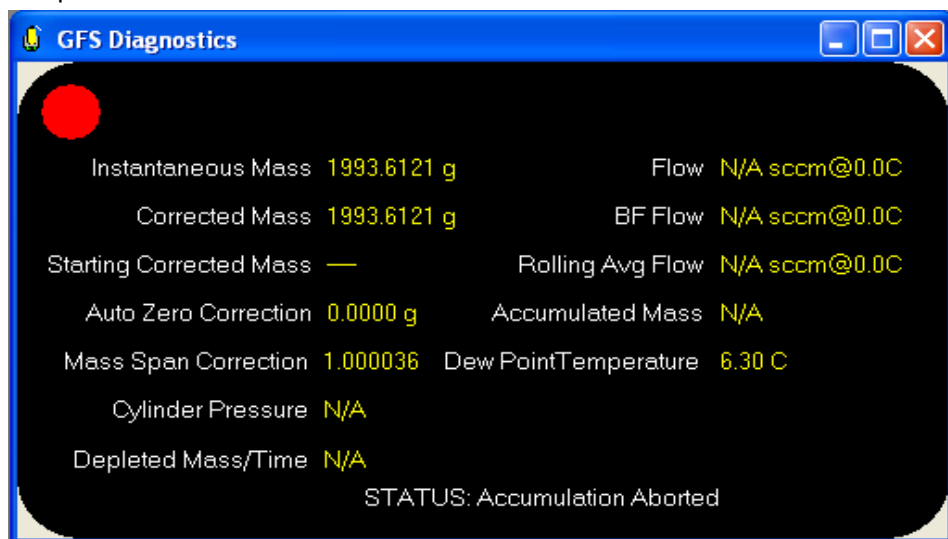 GFS Diagnostics
Instantaneous Mass 1993.6121 g Flow N/A sccm@0.0C
Corrected Mass 1993.6121 g BF Flow N/A sccm@0.0C
Starting Corrected Mass — Rolling Avg Flow N/A sccm@0.0C
Auto Zero Correction 0.0000 g Accumulated Mass N/A
Mass Span Correction 1.000036 Dew PointTemperature 6.30 C
Cylinder Pressure N/A
Depleted Mass/Time N/A
STATUS: Accumulation Aborted